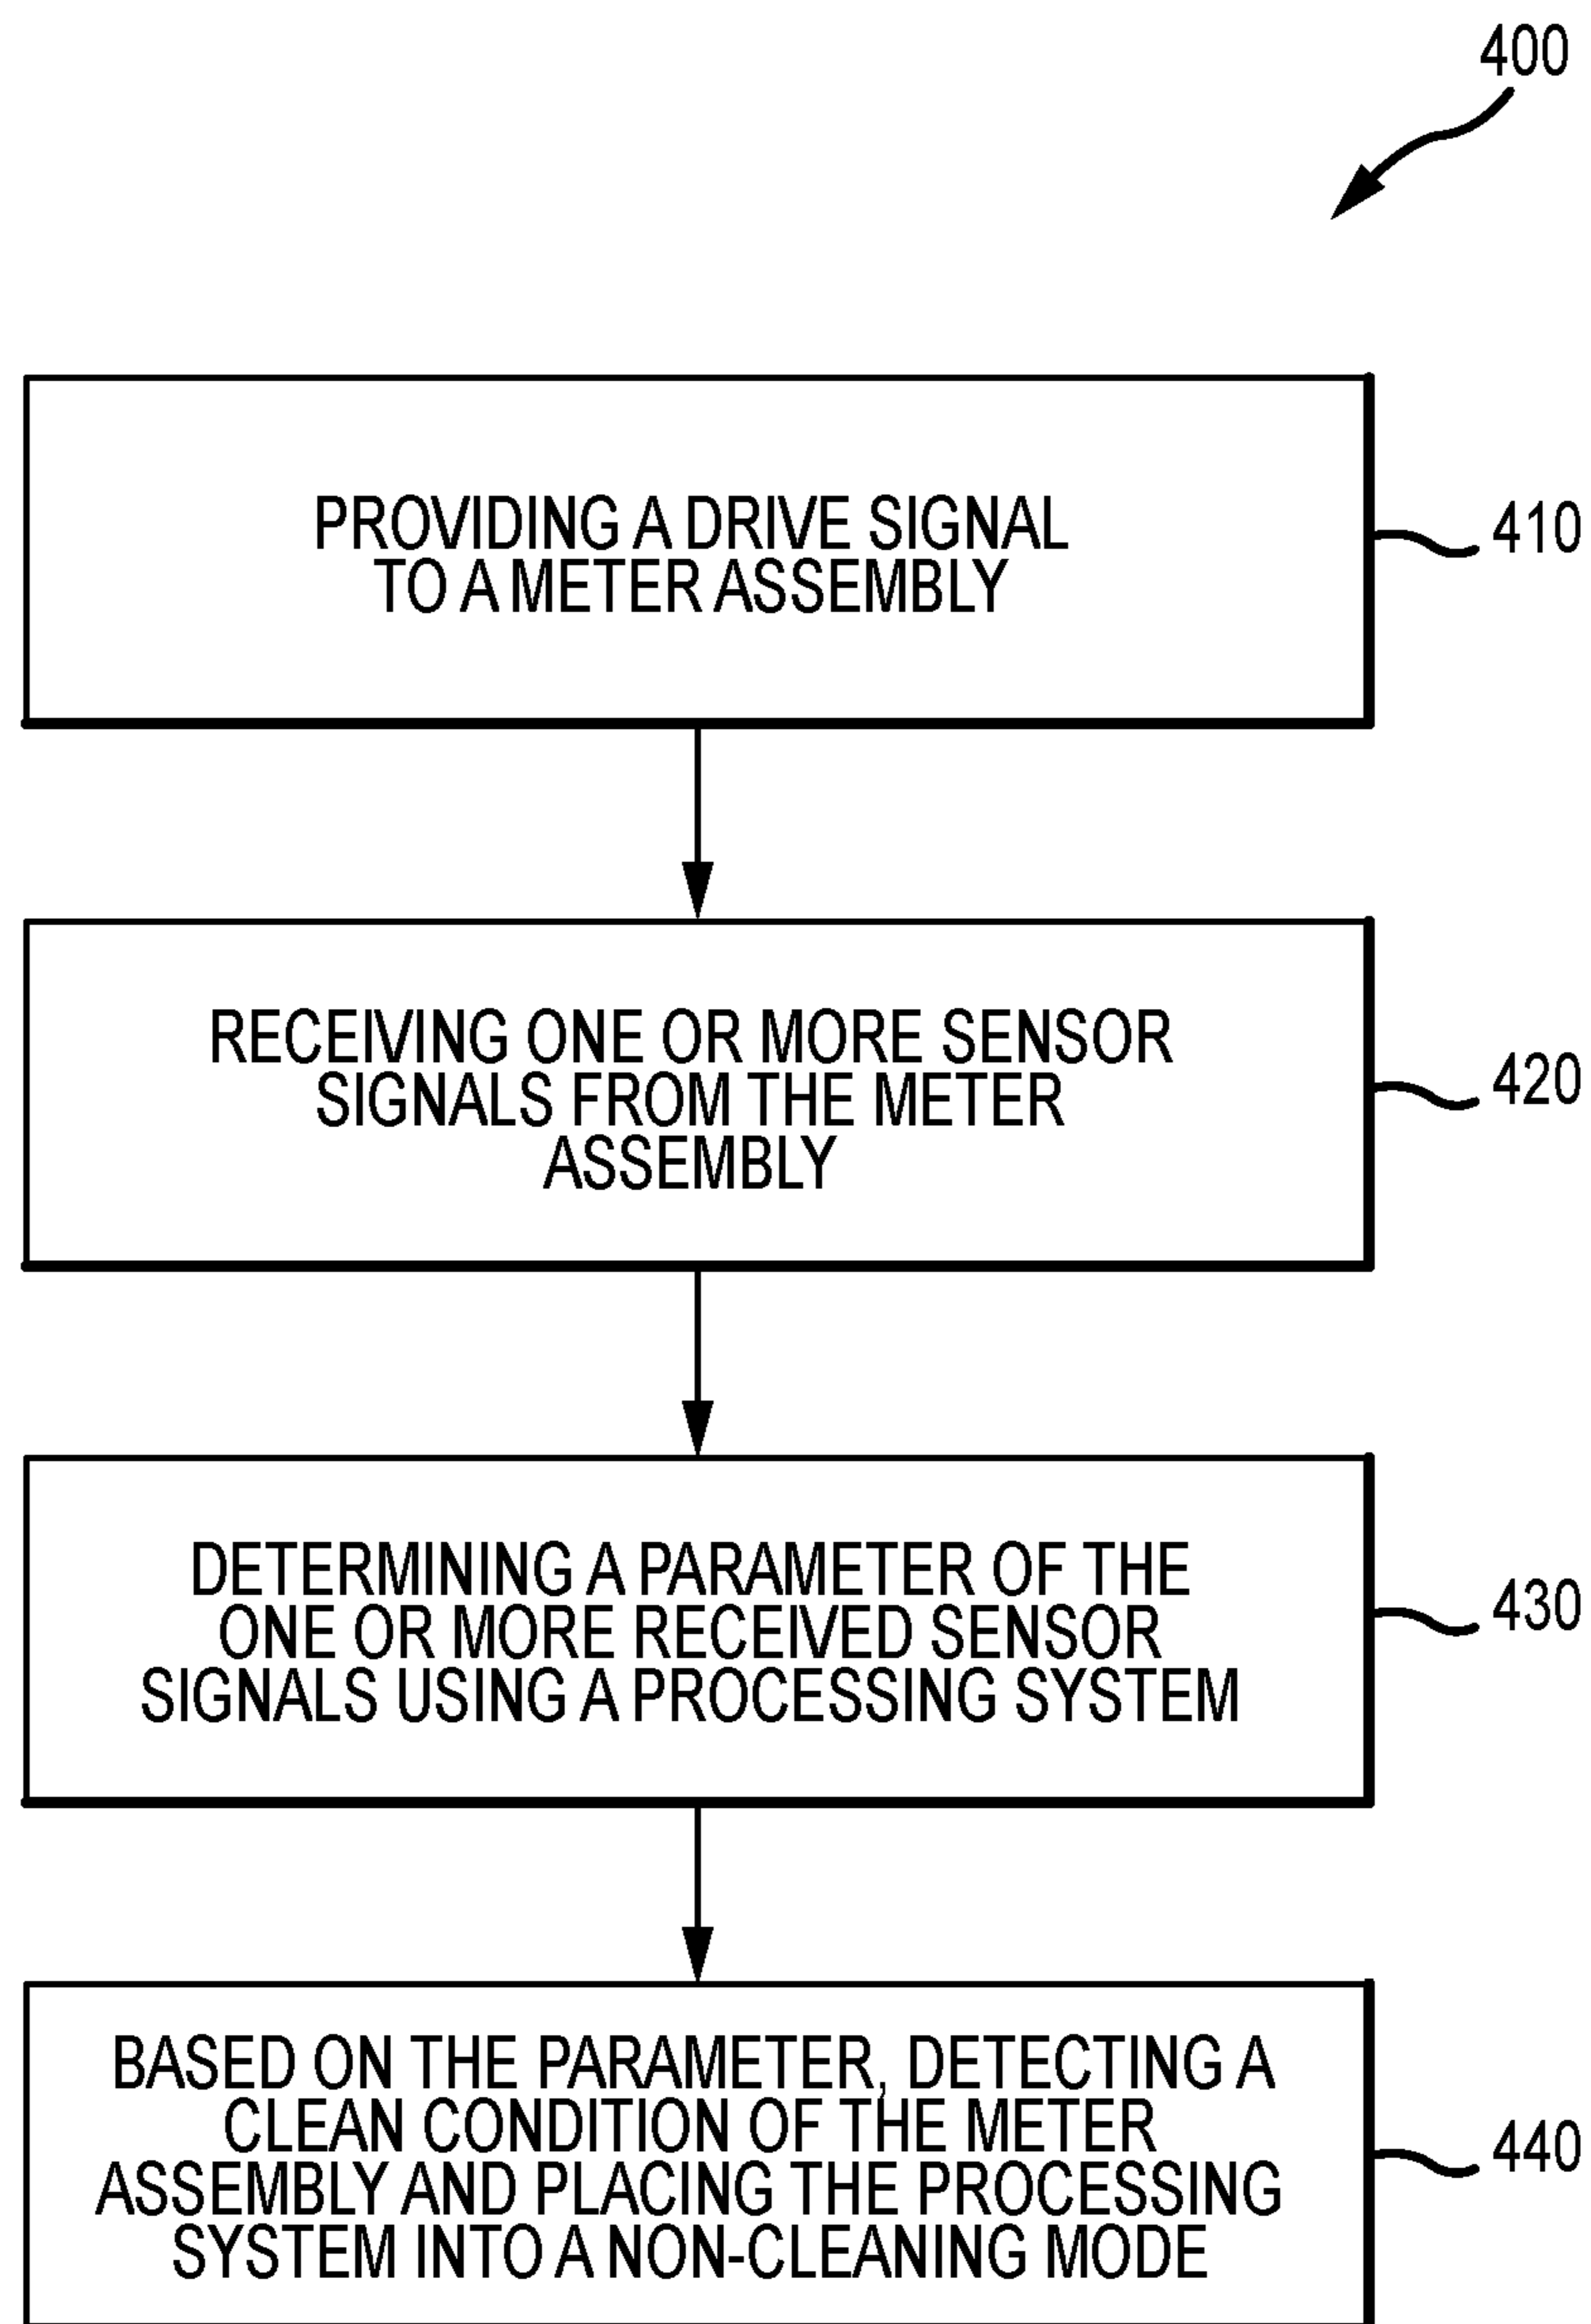 400
PROVIDING A DRIVE SIGNAL
TO A METER ASSEMBLY
410
RECEIVING ONE OR MORE SENSOR
SIGNALS FROM THE METER
ASSEMBLY
420
DETERMINING A PARAMETER OF THE
ONE OR MORE RECEIVED SENSOR
SIGNALS USING A PROCESSING SYSTEM
430
BASED ON THE PARAMETER, DETECTING A
CLEAN CONDITION OF THE METER
ASSEMBLY AND PLACING THE PROCESSING
SYSTEM INTO A NON-CLEANING MODE
440